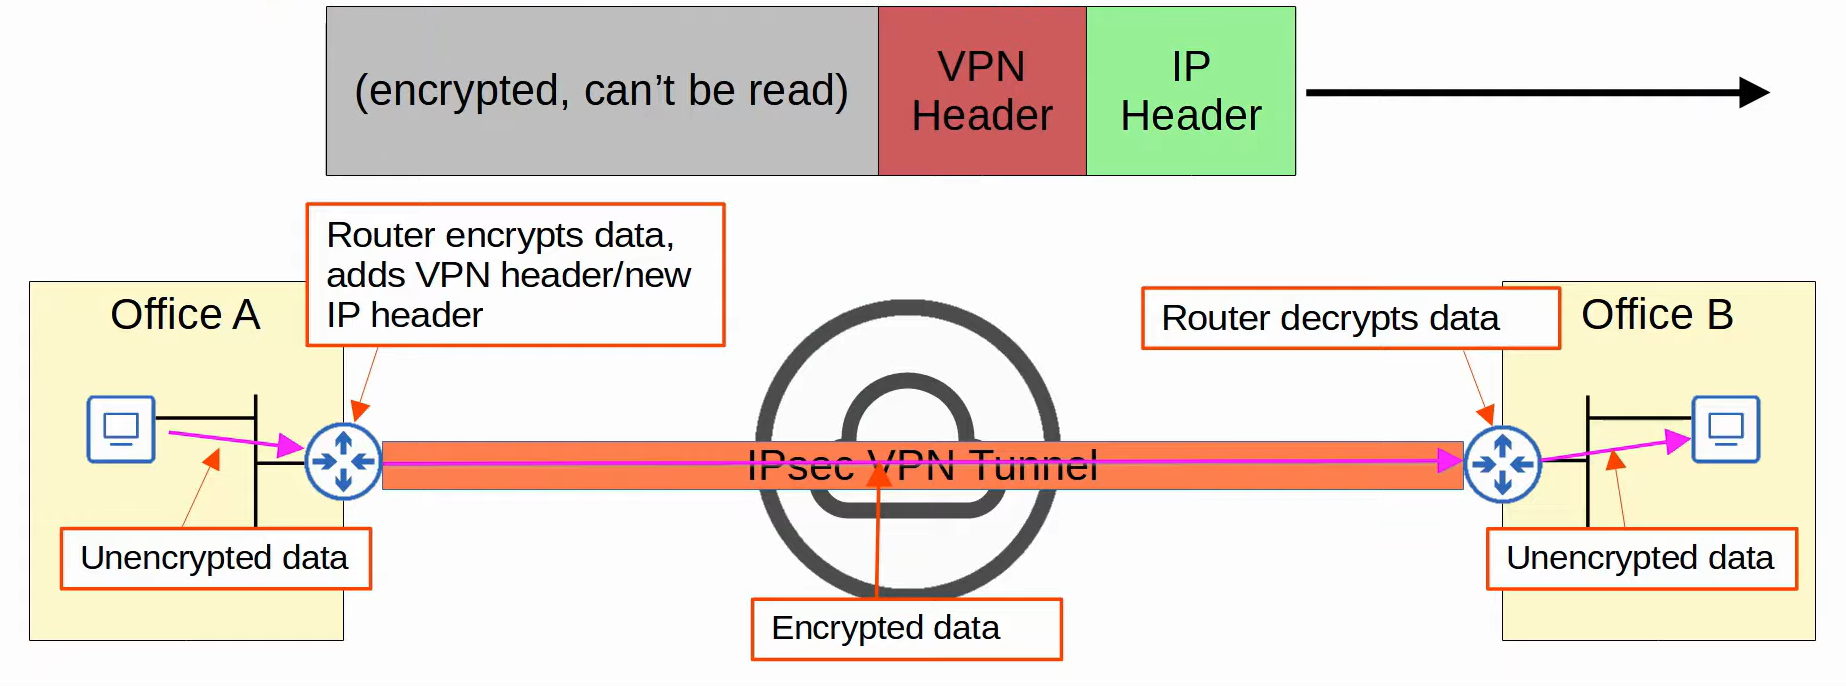 (encrypted, can’t be read)
VPN
Header
IP
Header
Router encrypts data,
adds VPN header/new
IP header
Office A
Router decrypts data
Office B
IPsec VPN Tunnel
Unencrypted data
Unencrypted data
Encrypted data